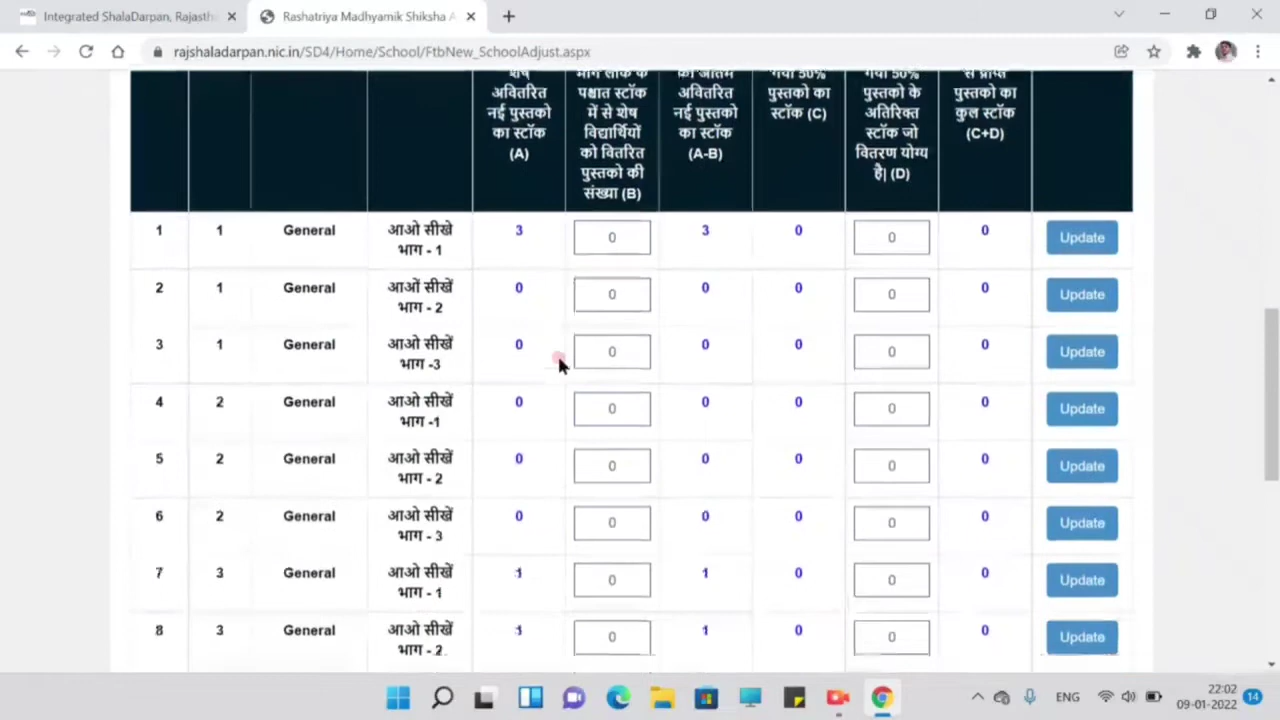 Integrated ShalaDarpan, Rajasth
Rashatriya Madhyamik Shiksha A
rajshaladarpan.nic.in/SD4/Home/School/FtbNew_SchoolAdjust.aspx
शेष अवितरित नई पुस्तको का स्टॉक (A)
पश्चात स्टॉक में से शेष विद्यार्थियों को वितरित पुस्तको की संख्या (B)
अवितरित नई पुस्तको का स्टॉक (A-B)
गया 50% पुस्तको का स्टॉक (C)
गया 50% पुस्तको के अतिरिक्त स्टॉक जो वितरण योग्य है| (D)
से प्राप्त पुस्तको का कुल स्टॉक (C+D)
1 1 General आओ सीखे भाग - 1 3 0 3 0 0 0 Update
2 1 General आओं सीखें भाग - 2 0 0 0 0 0 0 Update
3 1 General आओ सीखें भाग -3 0 0 0 0 0 0 Update
4 2 General आओ सीखें भाग -1 0 0 0 0 0 0 Update
5 2 General आओ सीखें भाग - 2 0 0 0 0 0 0 Update
6 2 General आओ सीखें भाग - 3 0 0 0 0 0 0 Update
7 3 General आओ सीखें भाग - 1 1 0 1 0 0 0 Update
8 3 General आओ सीखें भाग - 2 1 0 1 0 0 0 Update
ENG
22:02
09-01-2022
14